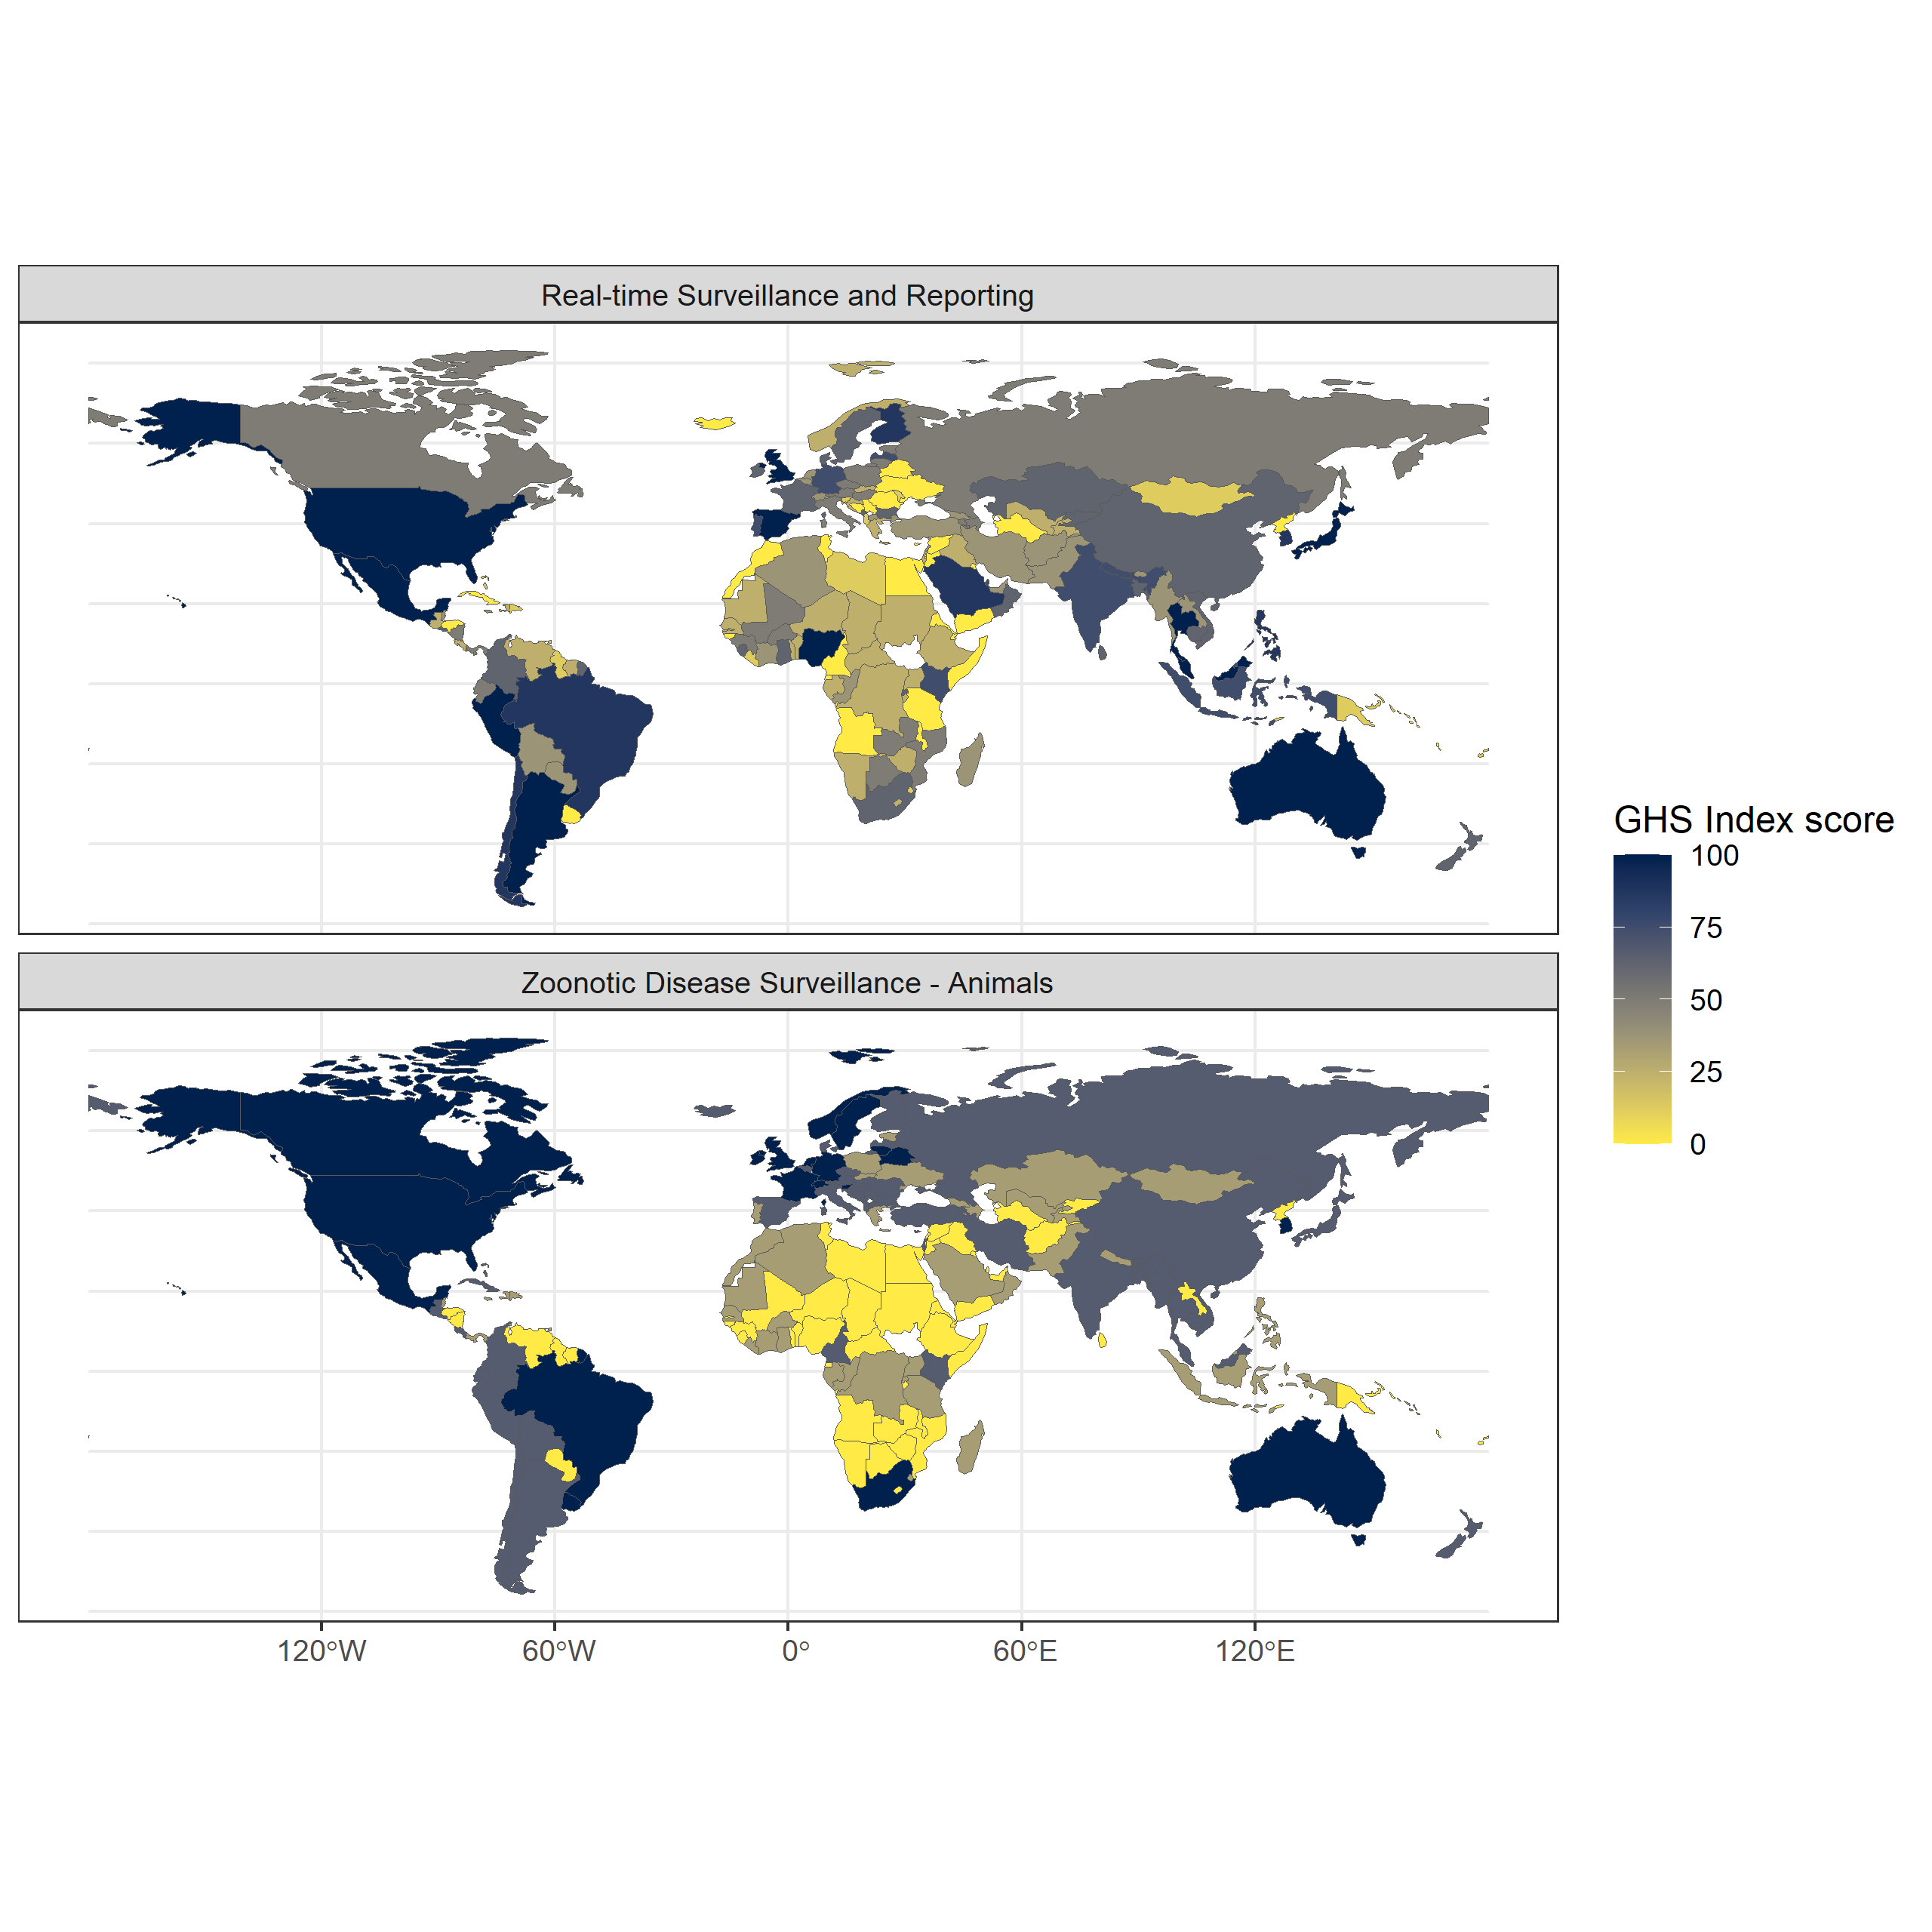 Real-time Surveillance and Reporting
GHS Index score
100
75
50
25
0
Zoonotic Disease Surveillance - Animals
120°W
60°W
0°
60°E
120°E